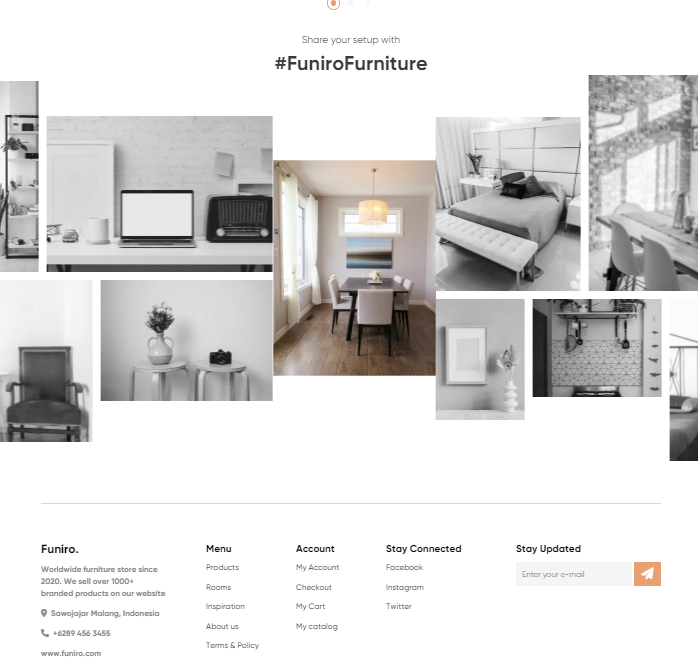 Share your setup with
#FuniroFurniture
Funiro.
Worldwide furniture store since
2020. We sell over 1000+
branded products on our website
Sawojajar Malang, Indonesia
+6289 456 3455
www.funiro.com
Menu
Products
Rooms
Inspiration
About us
Terms & Policy
Account
My Account
Checkout
My Cart
My catalog
Stay Connected
Facebook
Instagram
Twitter
Stay Updated
Enter your e-mail